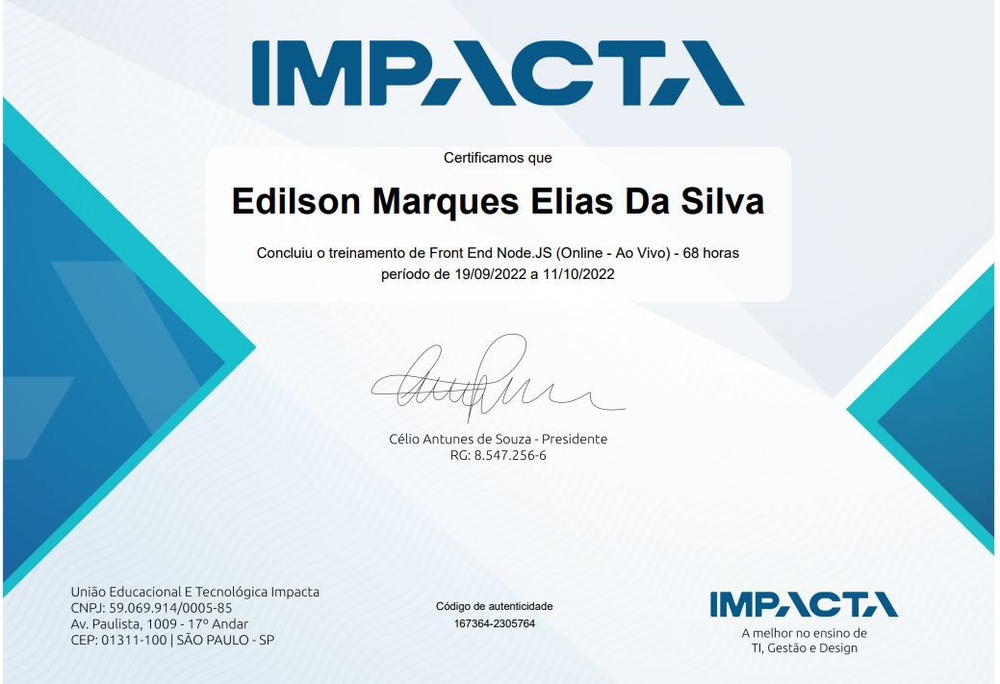 IMPACTA
Certificamos que
Edilson Marques Elias Da Silva
Concluiu o treinamento de Front End Node.JS (Online - Ao Vivo) - 68 horas
período de 19/09/2022 a 11/10/2022
Célio Antunes de Souza - Presidente
RG: 8.547.256-6
União Educacional E Tecnológica Impacta
CNPJ: 59.069.914/0005-85
Av. Paulista, 1009 - 17º Andar
CEP: 01311-100 | SÃO PAULO - SP
Código de autenticidade
167364-2305764
IMPACTA
A melhor no ensino de
TI, Gestão e Design